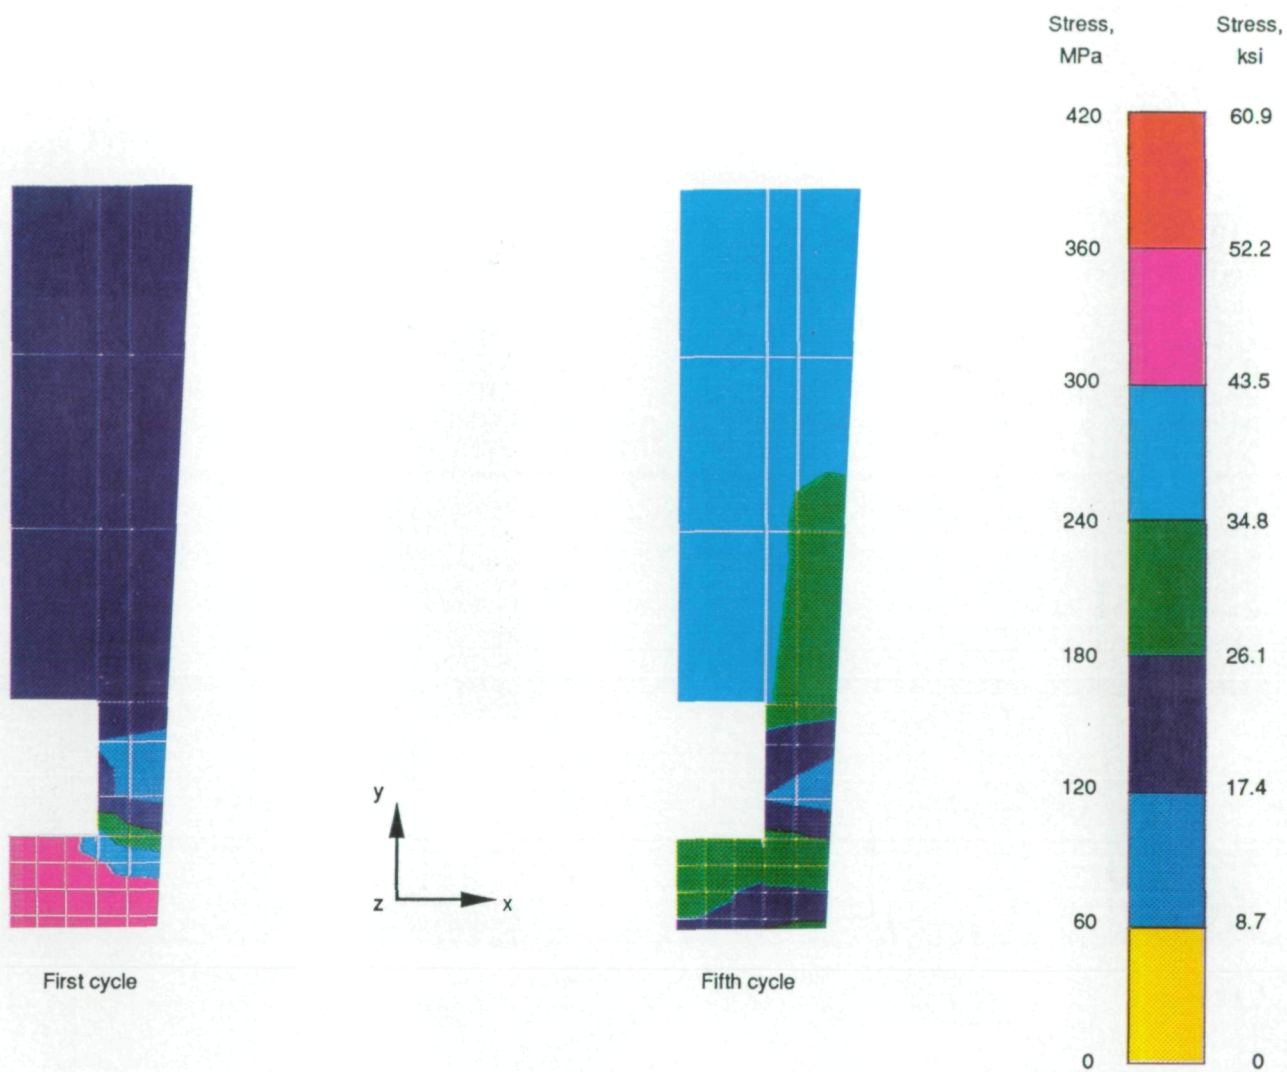 Stress, Stress,
MPa ksi
420 60.9
360 52.2
300 43.5
240 34.8
180 26.1
120 17.4
60 8.7
0 0
y
z x
First cycle Fifth cycle